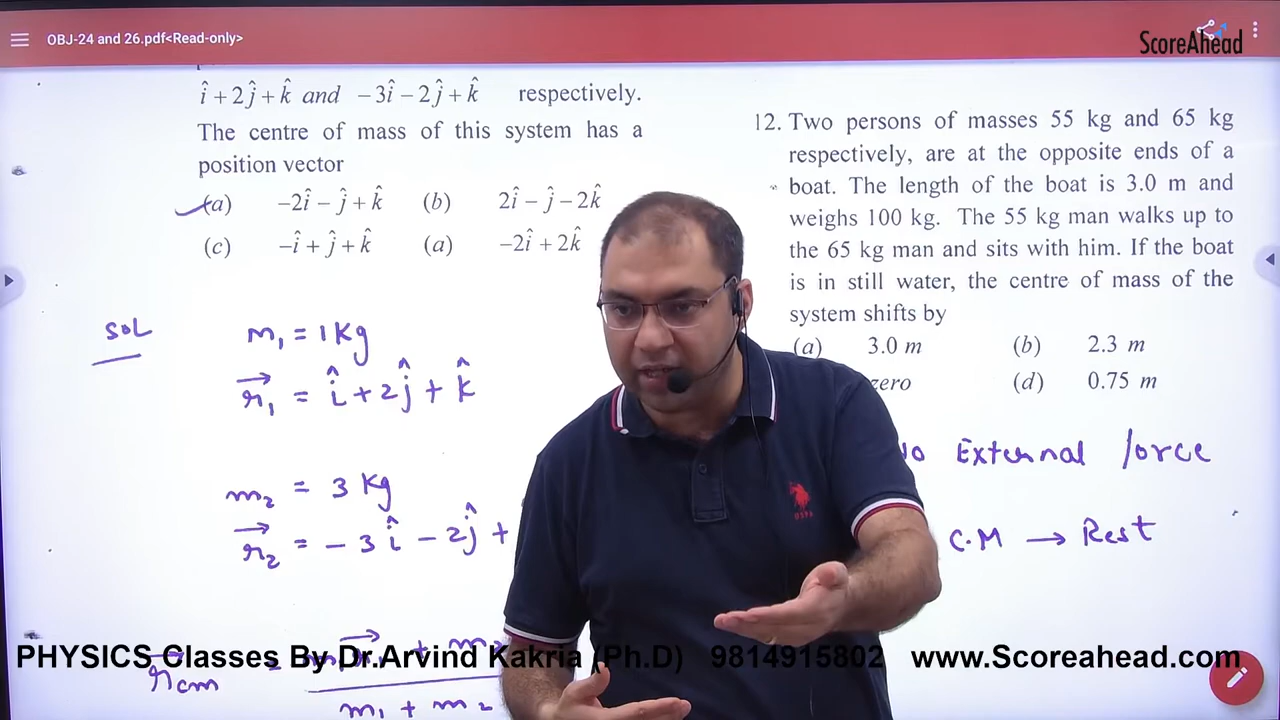 OBJ-24 and 26.pdf<Read-only>
ScoreAhead
î + 2ĵ + k̂ and −3î − 2ĵ + k̂ respectively.
The centre of mass of this system has a
position vector
(a) −2î − ĵ + k̂ (b) 2î − ĵ − 2k̂
(c) −î + ĵ + k̂ (a) −2î + 2k̂
SOL
m₁ = 1 Kg
r⃗₁ = î + 2ĵ + k̂
m₂ = 3 Kg
r⃗₂ = − 3 î − 2 ĵ +
r⃗cm = + m₂
m₁ + m₂
12. Two persons of masses 55 kg and 65 kg
respectively, are at the opposite ends of a
boat. The length of the boat is 3.0 m and
weighs 100 kg. The 55 kg man walks up to
the 65 kg man and sits with him. If the boat
is in still water, the centre of mass of the
system shifts by
(a) 3.0 m (b) 2.3 m
zero (d) 0.75 m
External force
C.M → Rest
PHYSICS Classes By Dr.Arvind Kakria (Ph.D) 9814915802 www.Scoreahead.com